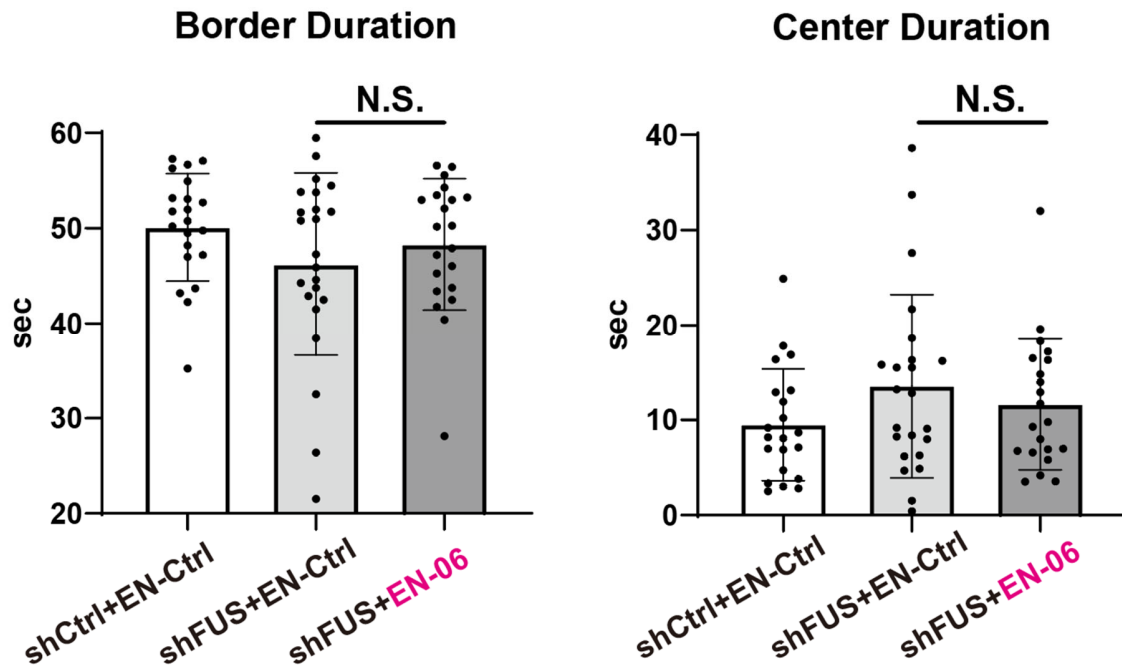 Border Duration
N.S.
60
50
40
30
20
sec
shCtrl+EN-Ctrl
shFUS+EN-Ctrl
shFUS+EN-06
Center Duration
N.S.
40
30
20
10
0
sec
shCtrl+EN-Ctrl
shFUS+EN-Ctrl
shFUS+EN-06